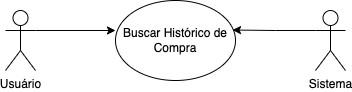 Buscar Histórico de
Compra
Usuário
Sistema